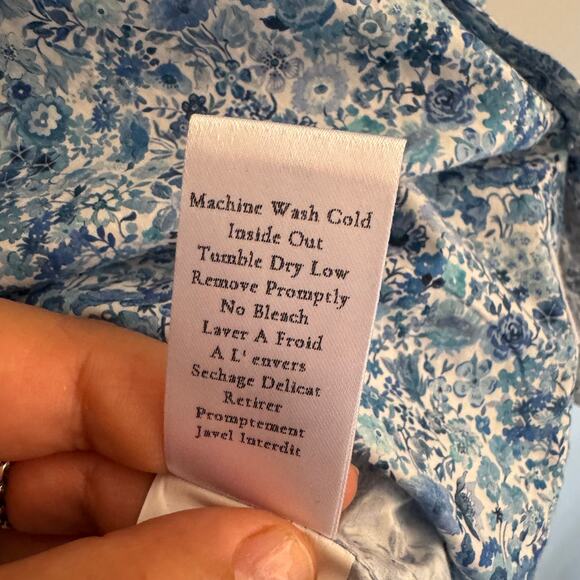 Machine Wash Cold
Inside Out
Tumble Dry Low
Remove Promptly
No Bleach
Laver A Froid
A L' envers
Sechage Delicat
Retirer
Promptement
Javel Interdit